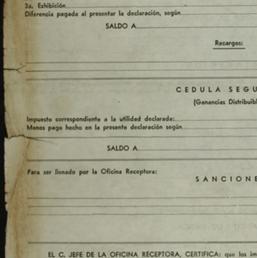 2a. Exhibición
Diferencia pagada al presentar la declaración, según
SALDO A
Recargos:
CEDULA SEGU
(Ganancias Distribuibl
Impuesto correspondiente a la utilidad declarada:
Menos pago hecho en la presente declaración según
SALDO A.
Para ser llenado por la Oficina Receptora:
SANCIONE
EL C. JEFE DE LA OFICINA RECEPTORA, CERTIFICA: que los im